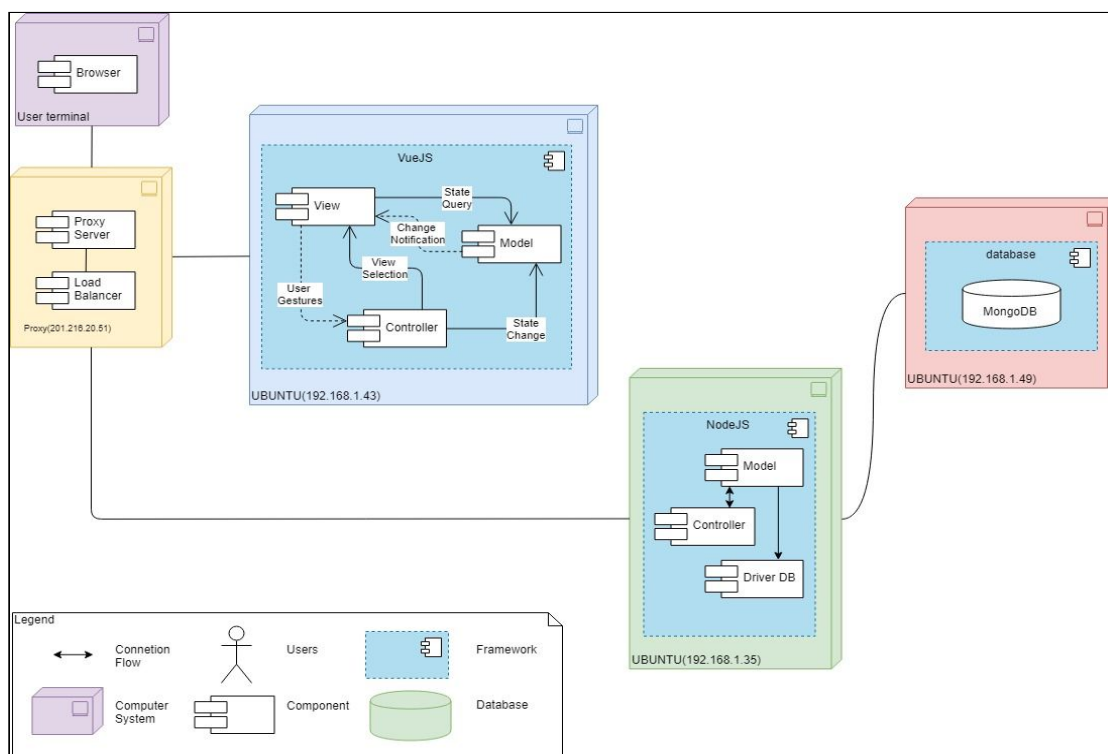 Browser
User terminal
Proxy
Server
Load
Balancer
Proxy(201.216.20.51)
VueJS
View
State
Query
Change
Notification
Model
View
Selection
User
Gestures
Controller
State
Change
UBUNTU(192.168.1.43)
database
MongoDB
UBUNTU(192.168.1.49)
NodeJS
Model
Controller
Driver DB
UBUNTU(192.168.1.35)
Legend
Connetion
Flow
Users
Framework
Computer
System
Component
Database